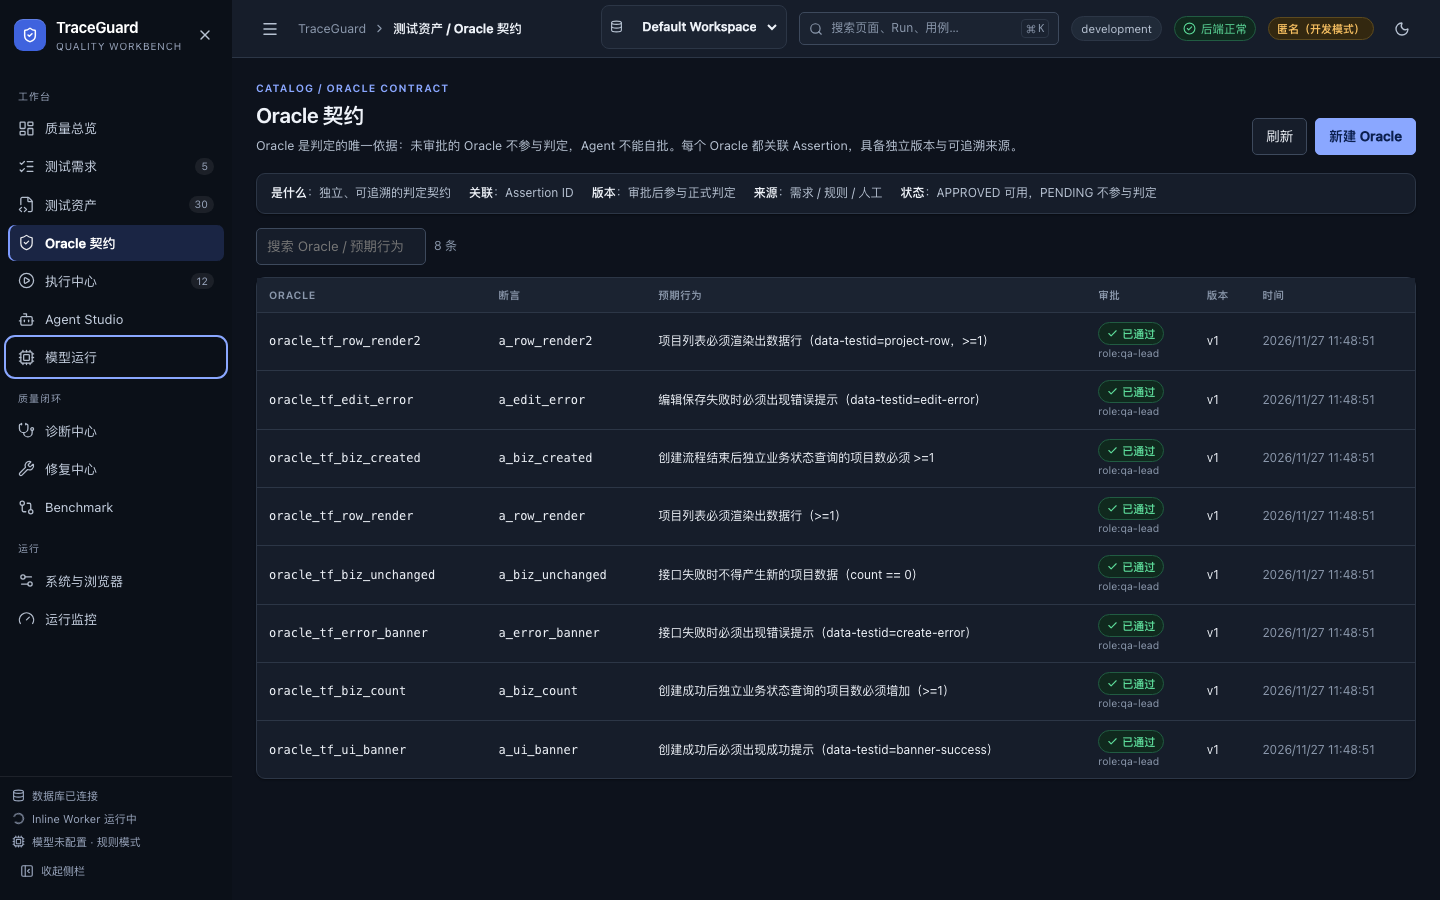 TraceGuard
QUALITY WORKBENCH
工作台
质量总览
测试需求 5
测试资产 30
Oracle 契约
执行中心 12
Agent Studio
模型运行
质量闭环
诊断中心
修复中心
Benchmark
运行
系统与浏览器
运行监控
数据库已连接
Inline Worker 运行中
模型未配置 · 规则模式
收起侧栏
TraceGuard > 测试资产 / Oracle 契约
Default Workspace
搜索页面、Run、用例... ⌘ K
development
后端正常
匿名（开发模式）
CATALOG / ORACLE CONTRACT
Oracle 契约
Oracle 是判定的唯一依据：未审批的 Oracle 不参与判定，Agent 不能自批。每个 Oracle 都关联 Assertion，具备独立版本与可追溯来源。
刷新
新建 Oracle
是什么：独立、可追溯的判定契约 关联：Assertion ID 版本：审批后参与正式判定 来源：需求 / 规则 / 人工 状态：APPROVED 可用，PENDING 不参与判定
搜索 Oracle / 预期行为 8 条
ORACLE 断言 预期行为 审批 版本 时间
oracle_tf_row_render2 a_row_render2 项目列表必须渲染出数据行（data-testid=project-row，>=1） 已通过 role:qa-lead v1 2026/11/27 11:48:51
oracle_tf_edit_error a_edit_error 编辑保存失败时必须出现错误提示（data-testid=edit-error） 已通过 role:qa-lead v1 2026/11/27 11:48:51
oracle_tf_biz_created a_biz_created 创建流程结束后独立业务状态查询的项目数必须 >=1 已通过 role:qa-lead v1 2026/11/27 11:48:51
oracle_tf_row_render a_row_render 项目列表必须渲染出数据行（>=1） 已通过 role:qa-lead v1 2026/11/27 11:48:51
oracle_tf_biz_unchanged a_biz_unchanged 接口失败时不得产生新的项目数据（count == 0） 已通过 role:qa-lead v1 2026/11/27 11:48:51
oracle_tf_error_banner a_error_banner 接口失败时必须出现错误提示（data-testid=create-error） 已通过 role:qa-lead v1 2026/11/27 11:48:51
oracle_tf_biz_count a_biz_count 创建成功后独立业务状态查询的项目数必须增加（>=1） 已通过 role:qa-lead v1 2026/11/27 11:48:51
oracle_tf_ui_banner a_ui_banner 创建成功后必须出现成功提示（data-testid=banner-success） 已通过 role:qa-lead v1 2026/11/27 11:48:51